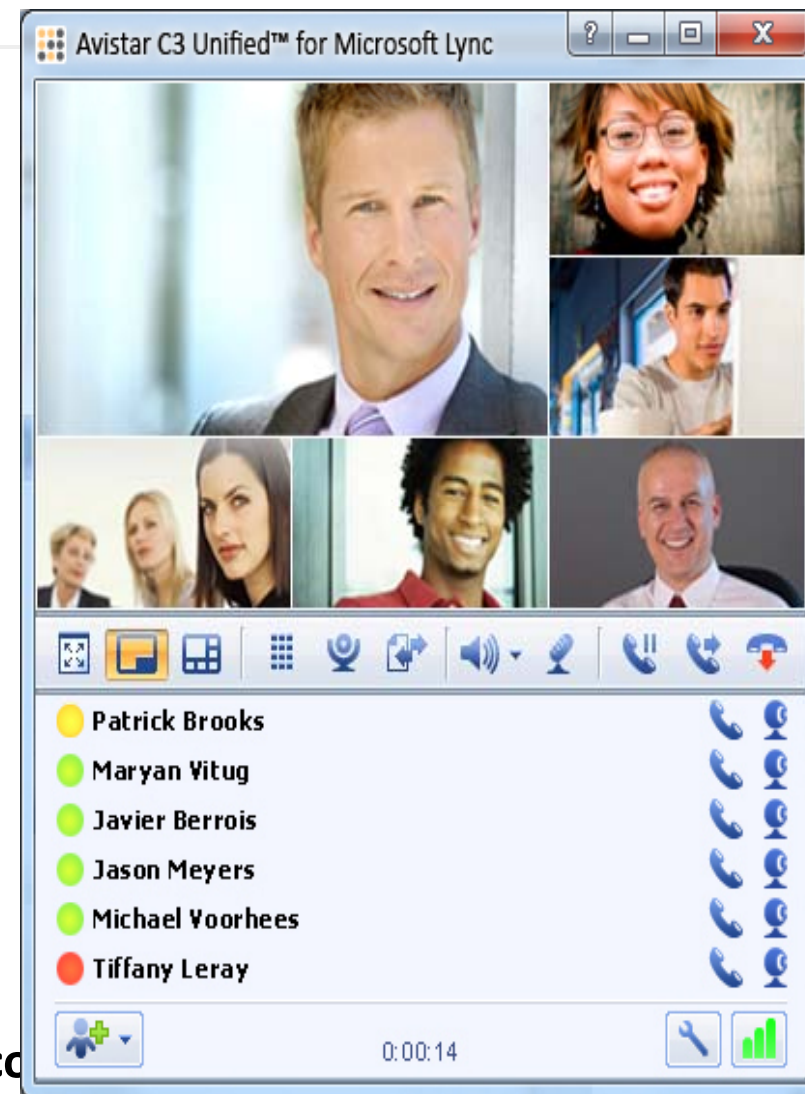 Avistar C3 Unified™ for Microsoft Lync
Patrick Brooks
Maryan Vitug
Javier Berrois
Jason Meyers
Michael Voorhees
Tiffany Leray
0:00:14